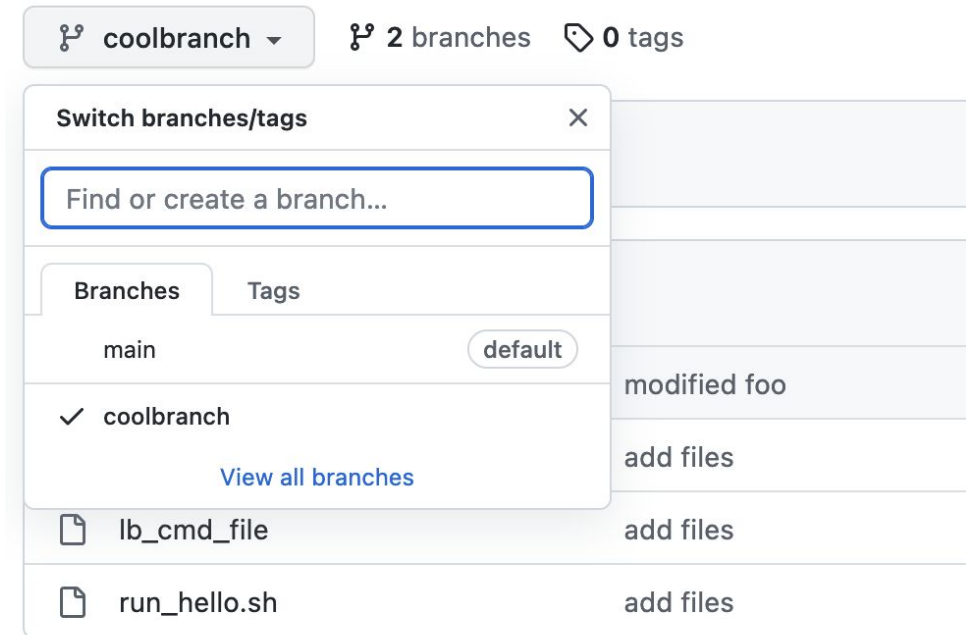 coolbranch 2 branches 0 tags
Switch branches/tags
Find or create a branch...
Branches Tags
main default
modified foo
coolbranch
add files
View all branches
lb_cmd_file add files
run_hello.sh add files